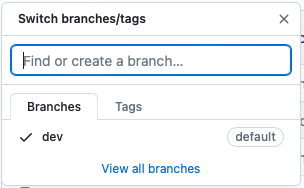 Switch branches/tags
Find or create a branch...
Branches Tags
dev default
View all branches